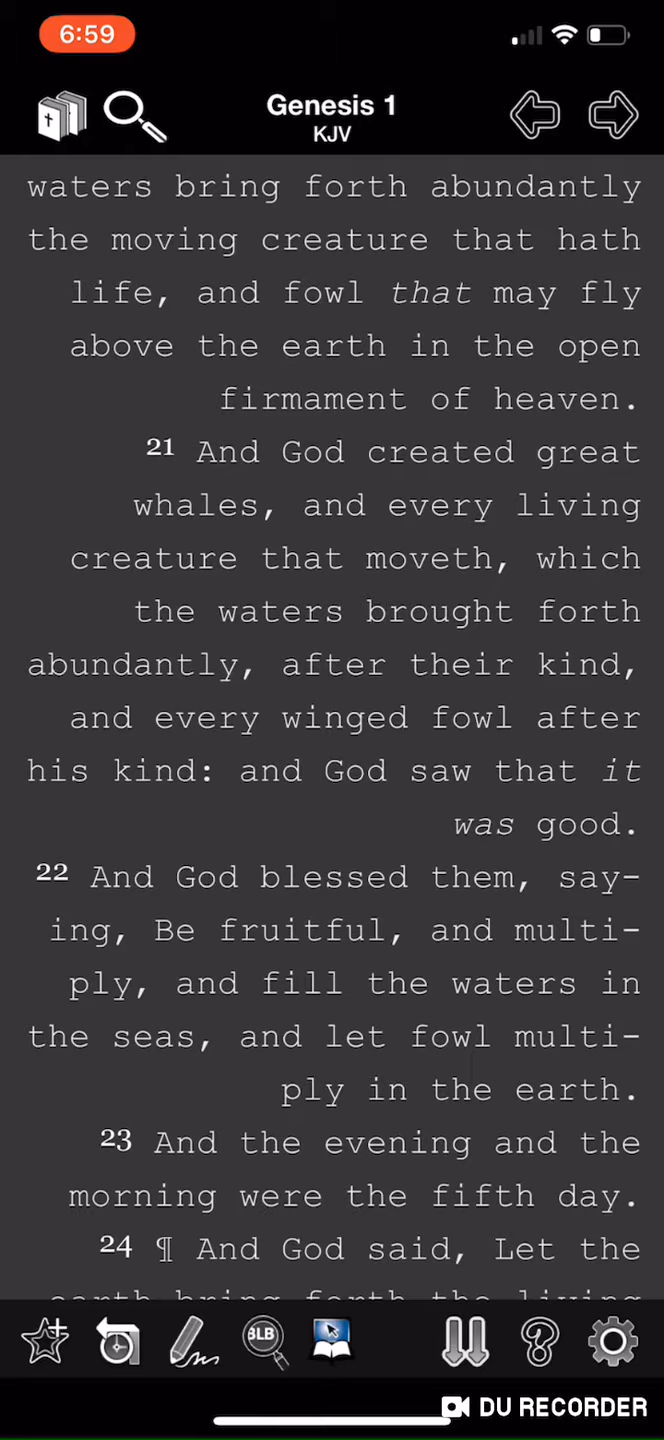 6:59
Genesis 1
KJV
waters bring forth abundantly
the moving creature that hath
life, and fowl that may fly
above the earth in the open
firmament of heaven.
21 And God created great
whales, and every living
creature that moveth, which
the waters brought forth
abundantly, after their kind,
and every winged fowl after
his kind: and God saw that it
was good.
22 And God blessed them, say-
ing, Be fruitful, and multi-
ply, and fill the waters in
the seas, and let fowl multi-
ply in the earth.
23 And the evening and the
morning were the fifth day.
24 ¶ And God said, Let the
earth bring forth the living
BLB
DU RECORDER